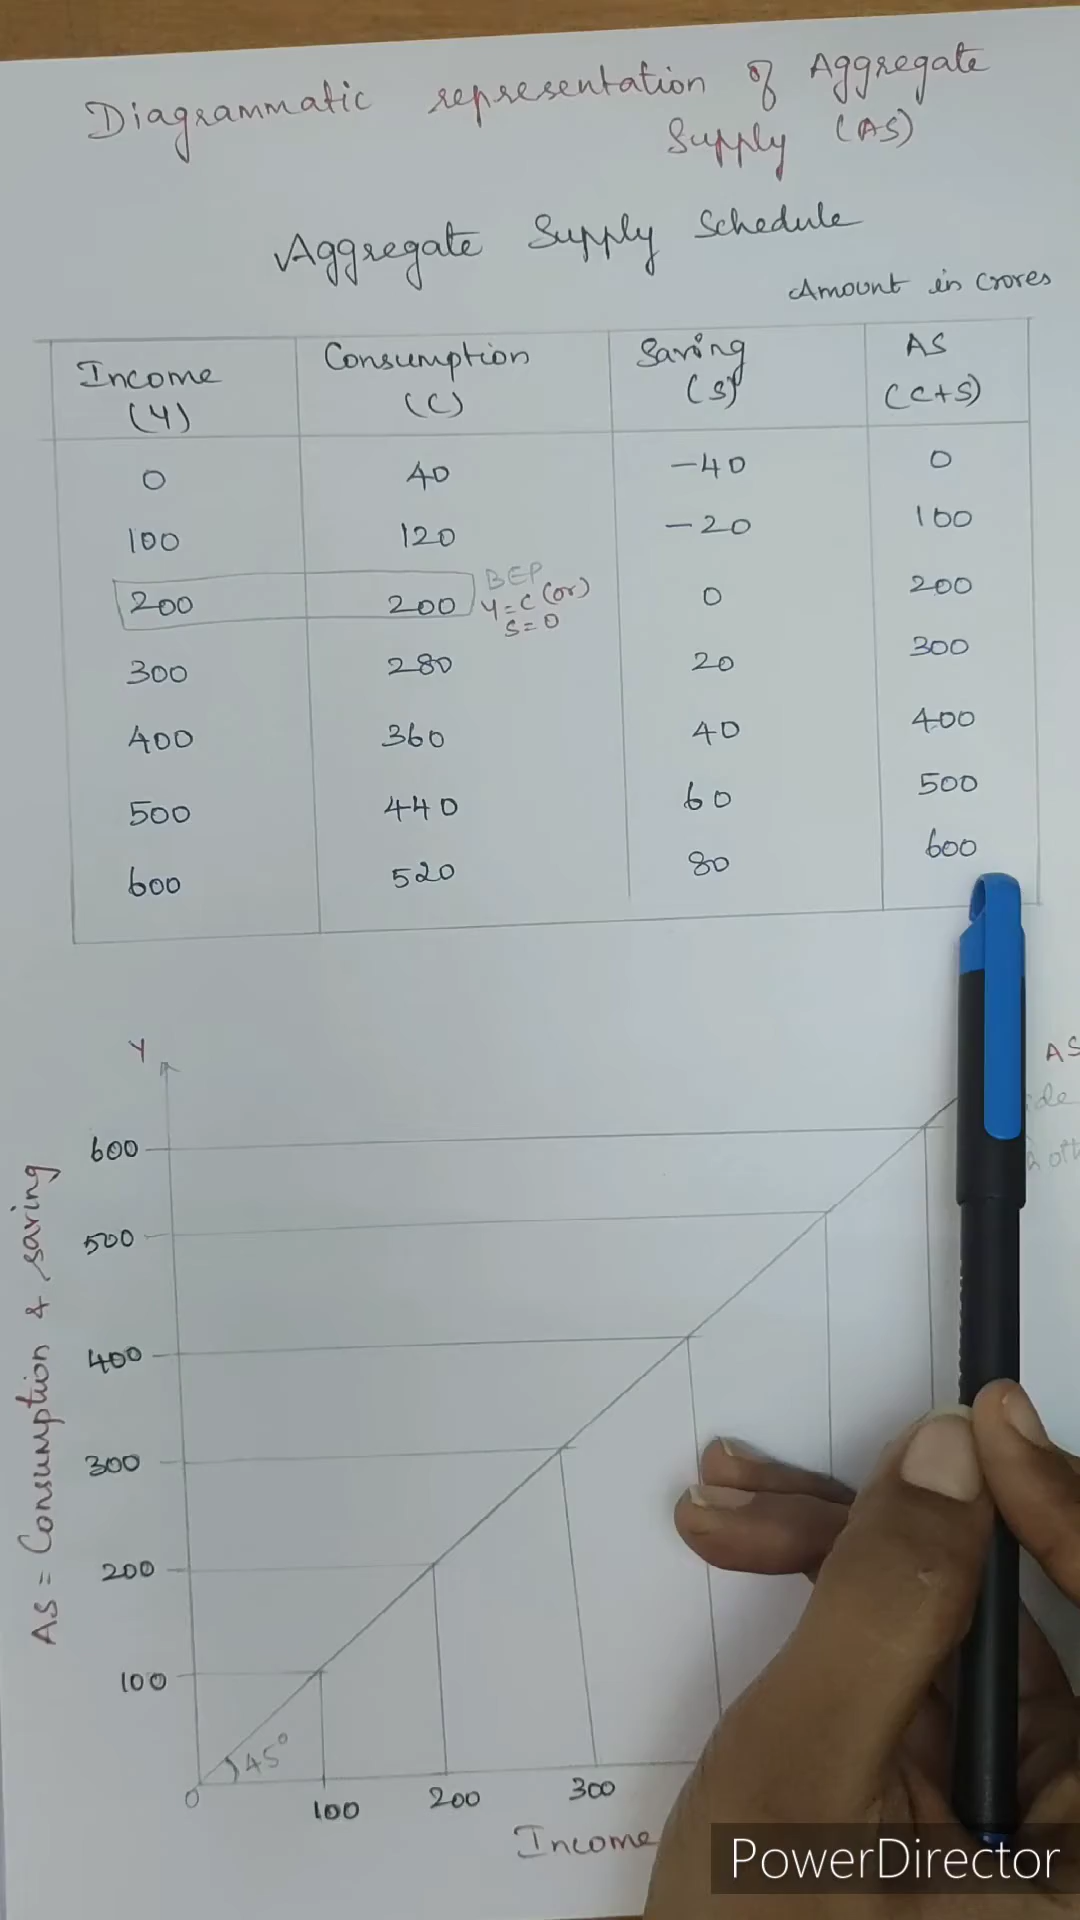 Diagrammatic representation of Aggregate
Supply (AS)
Aggregate Supply Schedule
Amount in Crores
Income (Y) Consumption (C) Saving (S) AS (C+S)
0 40 -40 0
100 120 -20 100
200 200 BEP Y=C (or) S=0 0 200
300 280 20 300
400 360 40 400
500 440 60 500
600 520 80 600
Y
AS
600
500
400
300
200
100
AS = Consumption & saving
45°
0 100 200 300
Income
PowerDirector